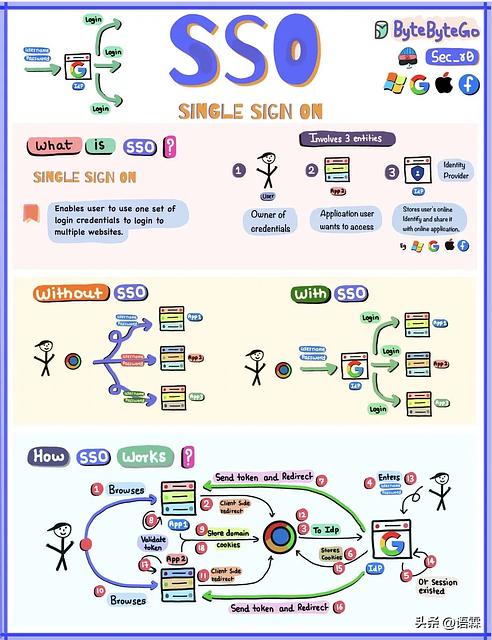 Login
Username
Password
Login
IdP
Login
SSO
SINGLE SIGN ON
ByteByteGo
Sec_r0
What is SSO ?
SINGLE SIGN ON
Enables user to use one set of
login credentials to login to
multiple websites.
Involves 3 entities
1
User
Owner of
credentials
2
App2
Application user
wants to access
3
IdP
Identity
Provider
Stores user's online
Identify and share it
with online application.
Without SSO
Username
Password
App1
Username
Password
App2
Username
Password
App3
With SSO
Username
Password
Login
App1
Login
App2
Login
App3
How SSO Works ?
1 Browses
Send token and Redirect 7
4 Enters 13
Username
Password
2 Client Side
redirect
8 App1
12
3 To Idp
Validate
token
9 Store domain
18 cookies
Stores
Cookies 6
17 App2
15 IdP
14
5 Or Session
existed
11 Client Side
redirect
10
Browses
Send token and Redirect 16
头条 @语霖